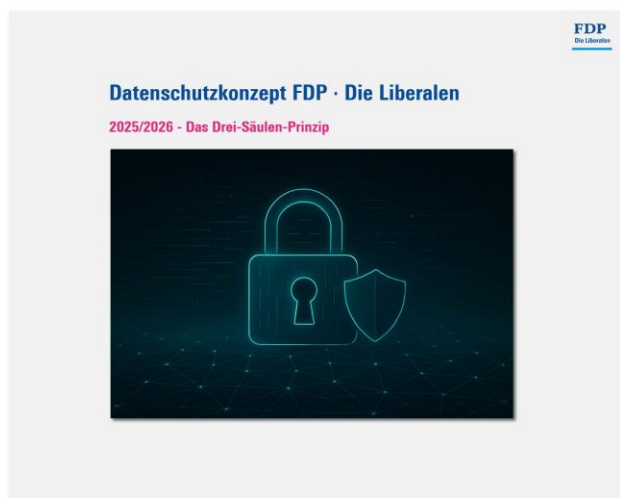 FDP
Die Liberalen
Datenschutzkonzept FDP · Die Liberalen
2025/2026 - Das Drei-Säulen-Prinzip